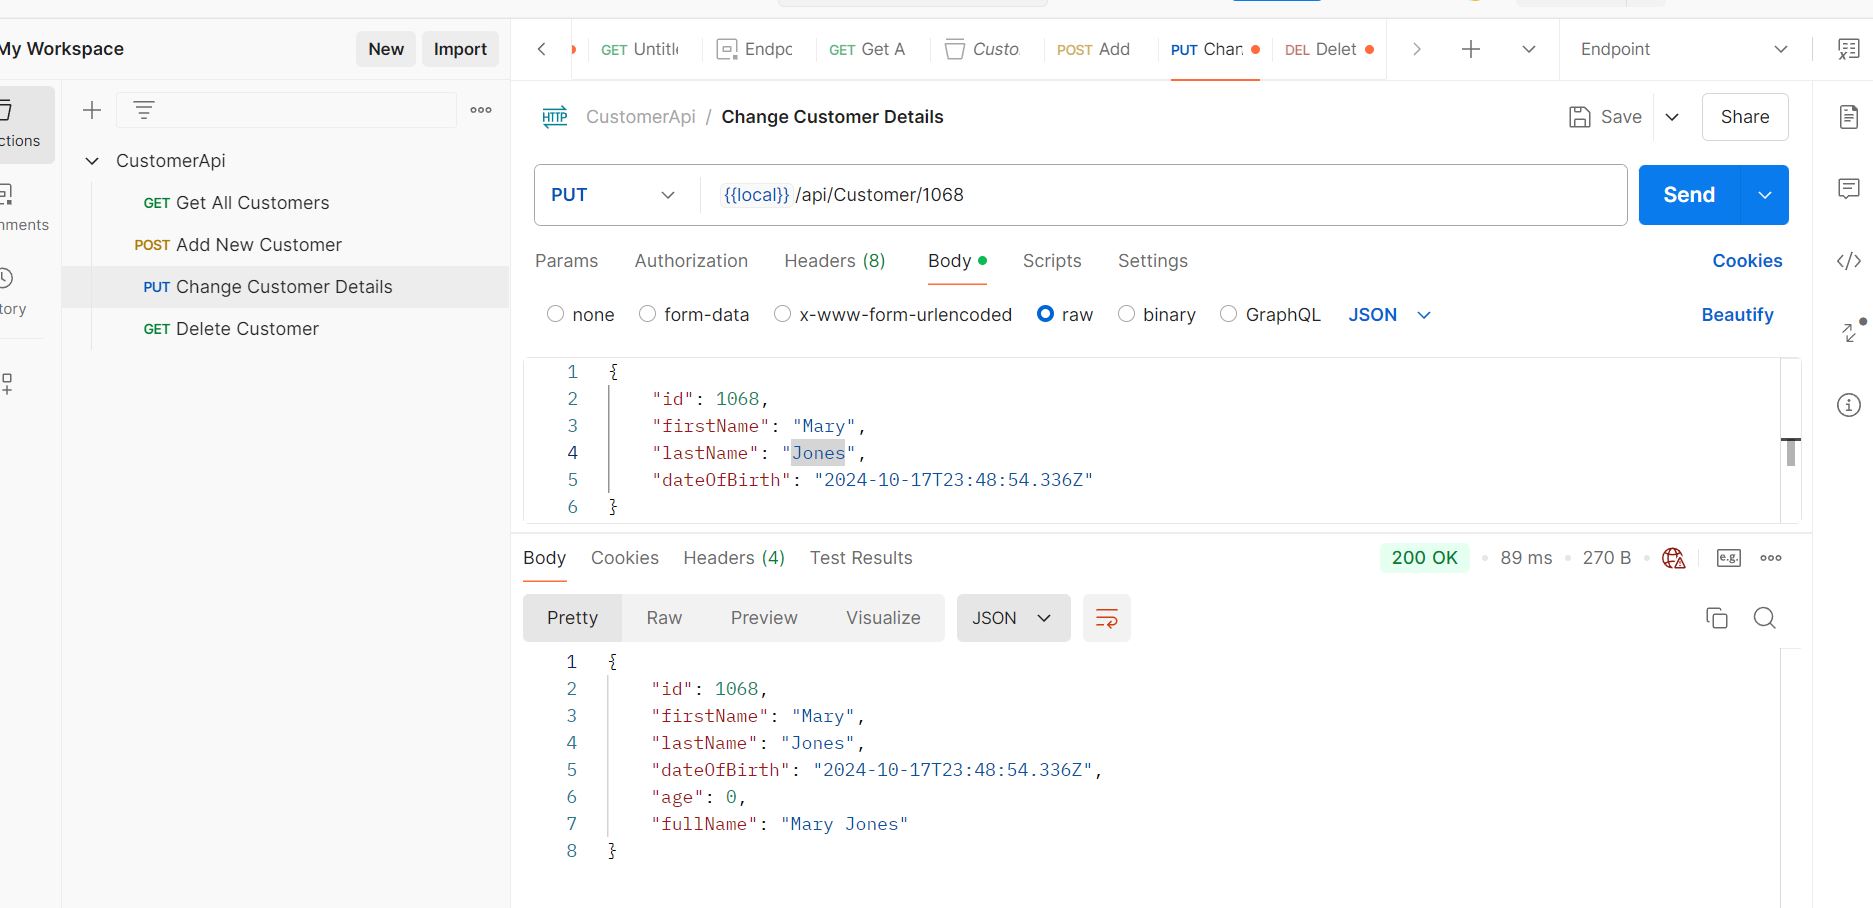 My Workspace
New
Import
GET Untitl
Endpc
GET Get A
Custo
POST Add
PUT Chan
DEL Delet
Endpoint
ctions
CustomerApi
GET Get All Customers
POST Add New Customer
PUT Change Customer Details
GET Delete Customer
nments
tory
HTTP CustomerApi / Change Customer Details
Save
Share
PUT
{{local}} /api/Customer/1068
Send
Params
Authorization
Headers (8)
Body
Scripts
Settings
Cookies
none
form-data
x-www-form-urlencoded
raw
binary
GraphQL
JSON
Beautify
1 {
2 "id": 1068,
3 "firstName": "Mary",
4 "lastName": "Jones",
5 "dateOfBirth": "2024-10-17T23:48:54.336Z"
6 }
Body
Cookies
Headers (4)
Test Results
200 OK
89 ms
270 B
e.g.
Pretty
Raw
Preview
Visualize
JSON
1 {
2 "id": 1068,
3 "firstName": "Mary",
4 "lastName": "Jones",
5 "dateOfBirth": "2024-10-17T23:48:54.336Z",
6 "age": 0,
7 "fullName": "Mary Jones"
8 }